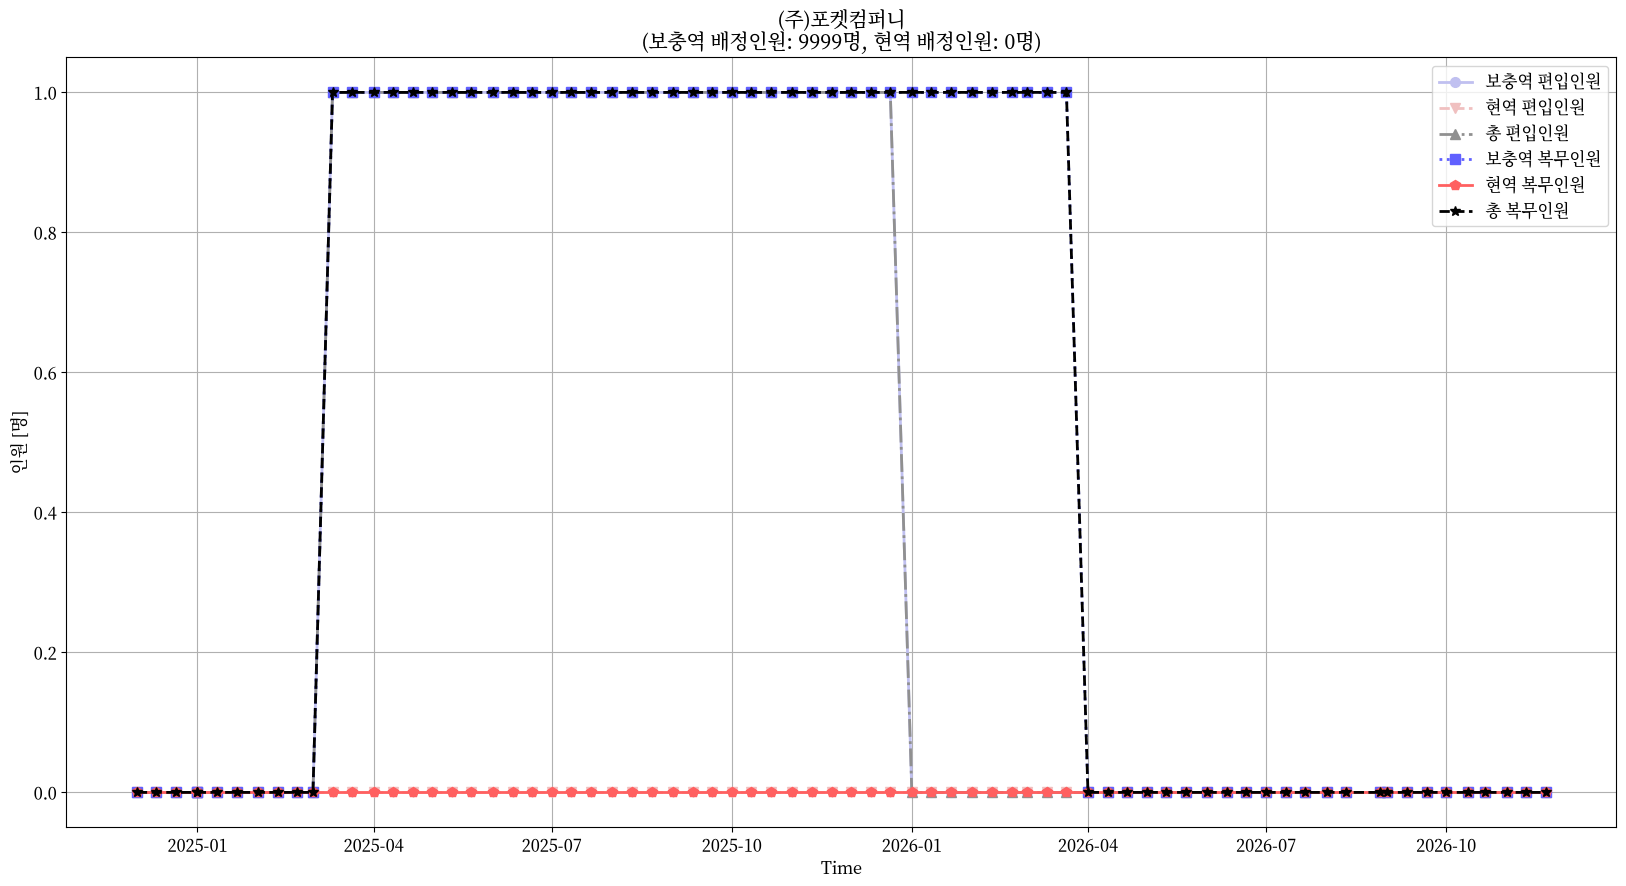 (주)포켓컴퍼니
(보충역 배정인원: 9999명, 현역 배정인원: 0명)
보충역 편입인원
현역 편입인원
총 편입인원
보충역 복무인원
현역 복무인원
총 복무인원
인원 [명]
1.0
0.8
0.6
0.4
0.2
0.0
2025-01
2025-04
2025-07
2025-10
2026-01
2026-04
2026-07
2026-10
Time